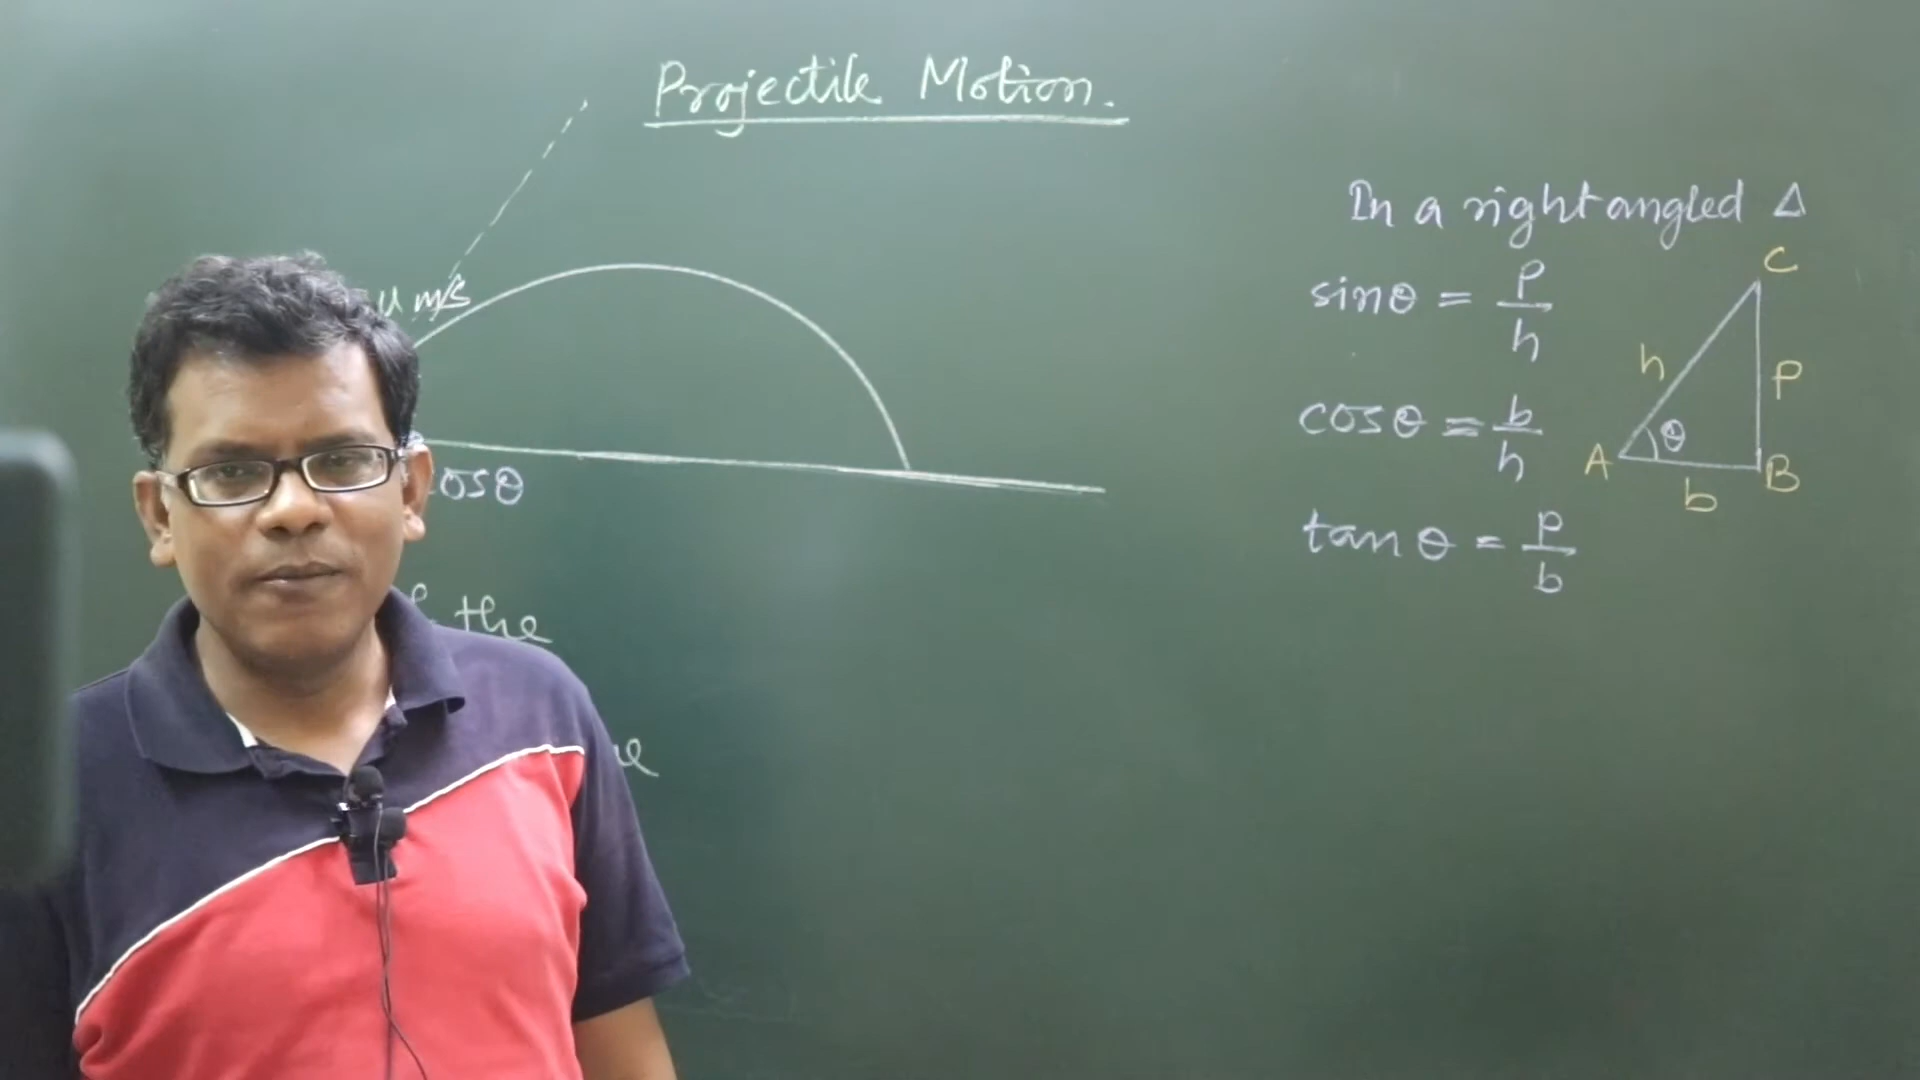 Projectile Motion.
u m/s
cosθ
the
In a right angled Δ
sinθ = p/h
cosθ = b/h
tanθ = p/b
C
h
p
θ
A
B
b